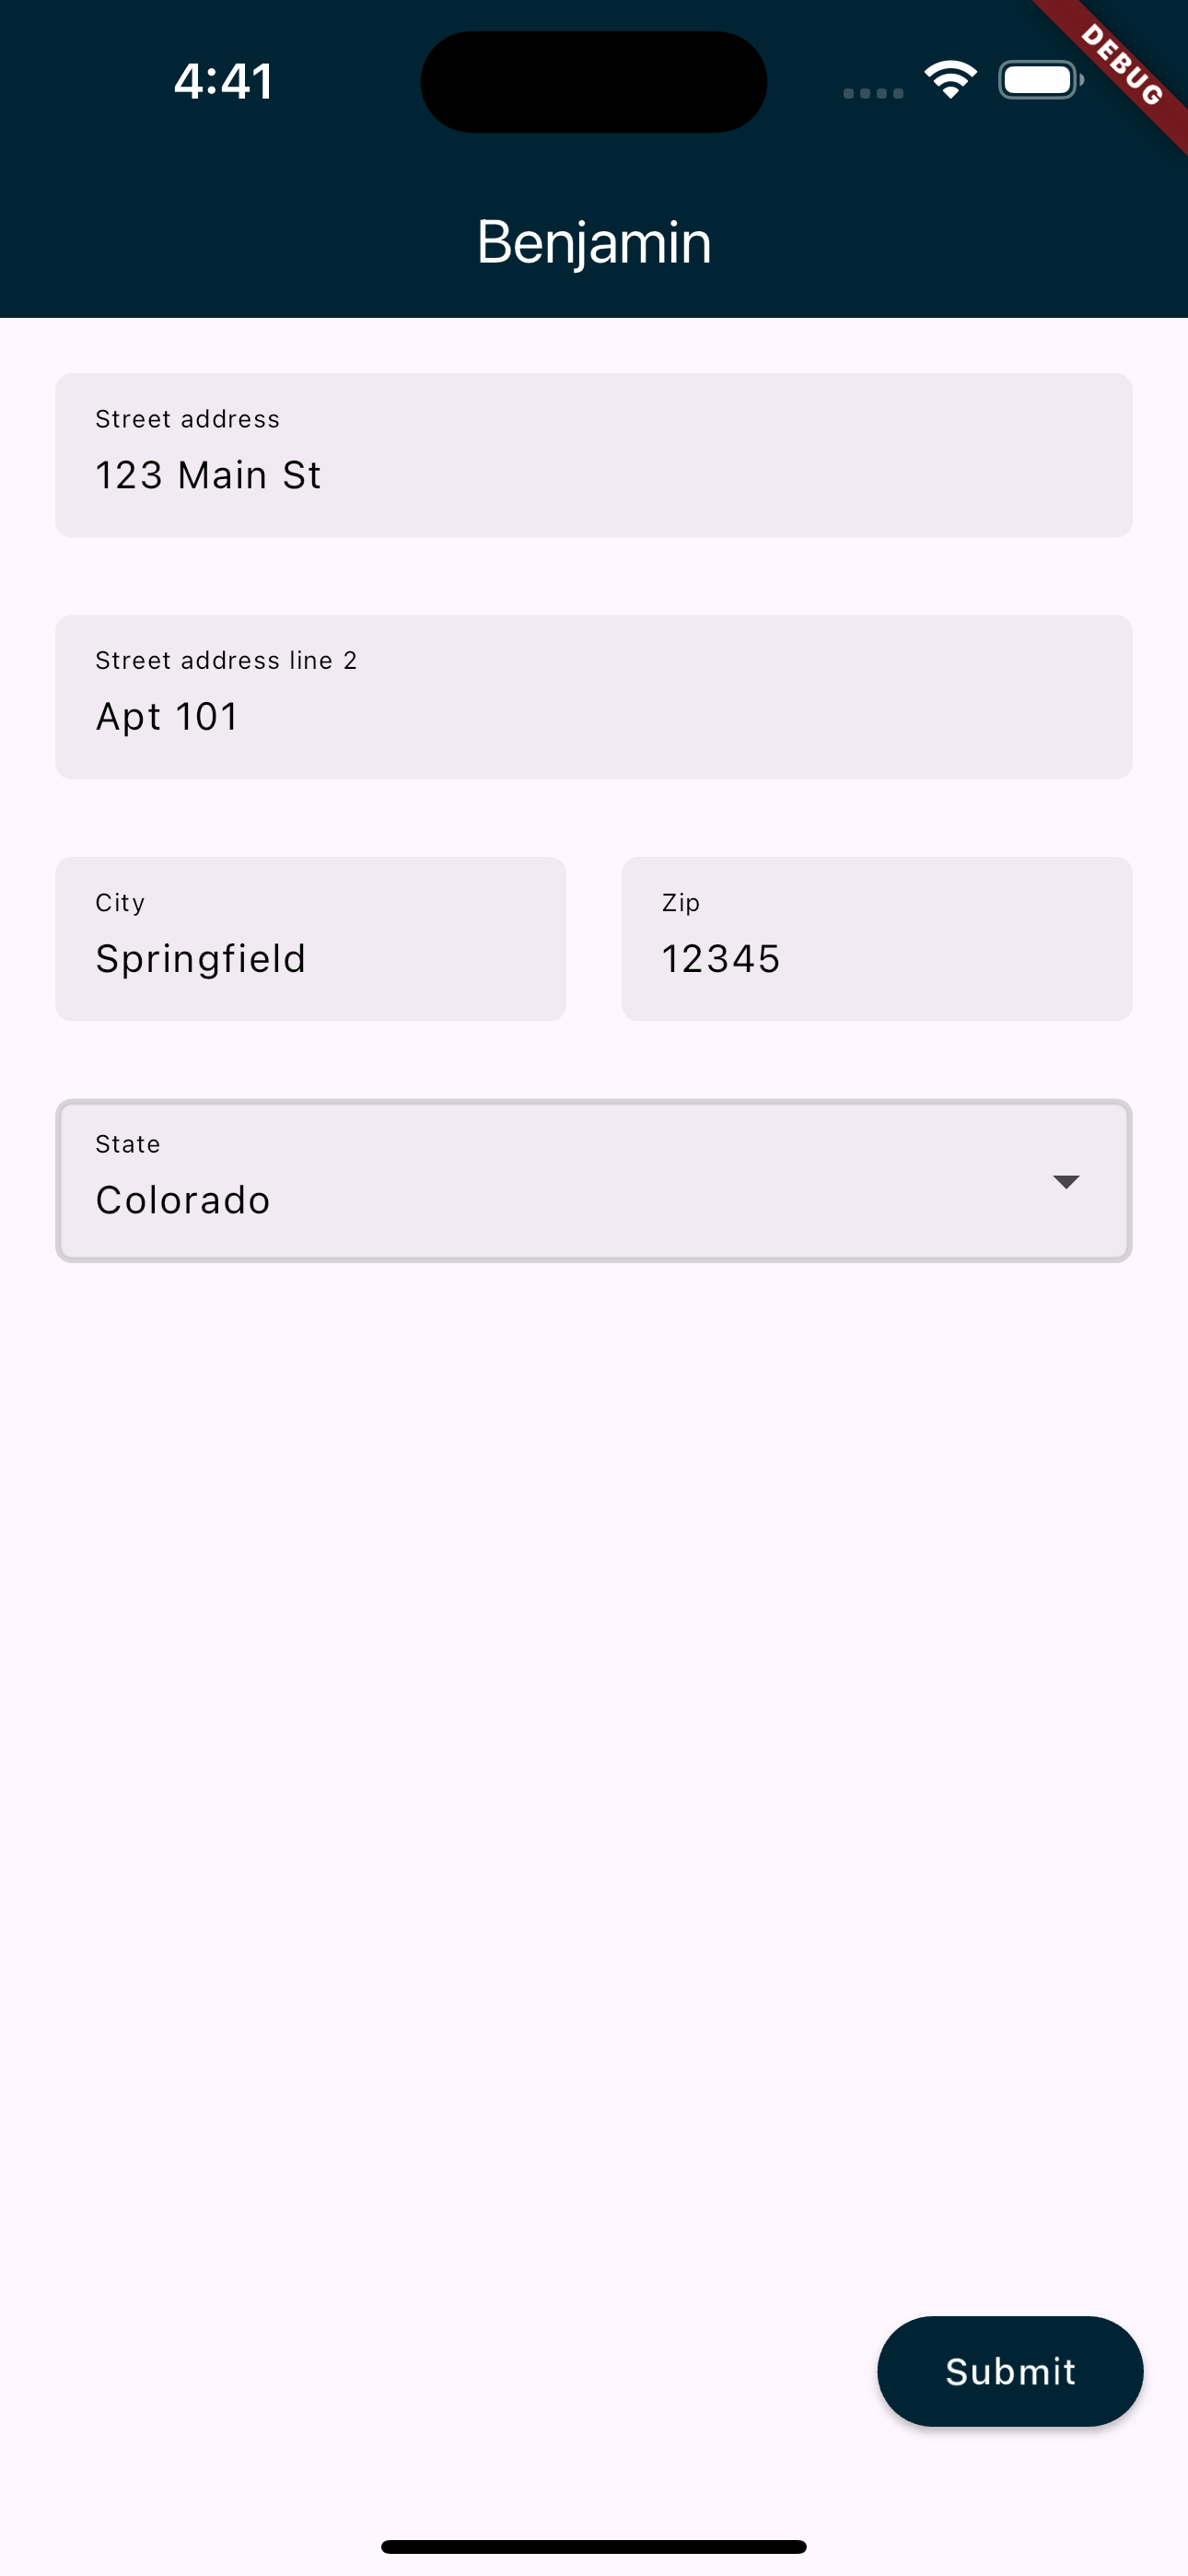 4:41
DEBUG
Benjamin
Street address
123 Main St
Street address line 2
Apt 101
City
Springfield
Zip
12345
State
Colorado
Submit